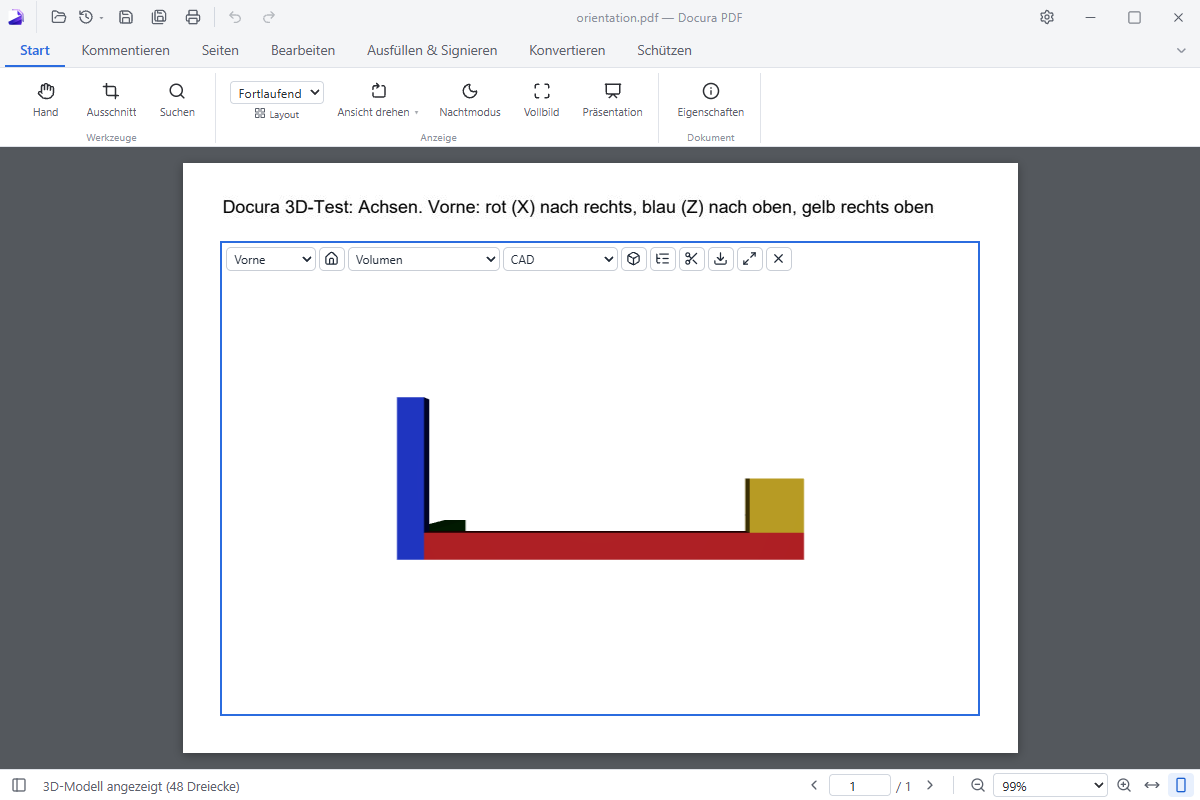 orientation.pdf — Docura PDF
Start Kommentieren Seiten Bearbeiten Ausfüllen & Signieren Konvertieren Schützen
Hand Ausschnitt Suchen
Werkzeuge
Fortlaufend
Layout
Ansicht drehen Nachtmodus Vollbild Präsentation
Anzeige
Eigenschaften
Dokument
Docura 3D-Test: Achsen. Vorne: rot (X) nach rechts, blau (Z) nach oben, gelb rechts oben
Vorne Volumen CAD
3D-Modell angezeigt (48 Dreiecke) 1 / 1 99%